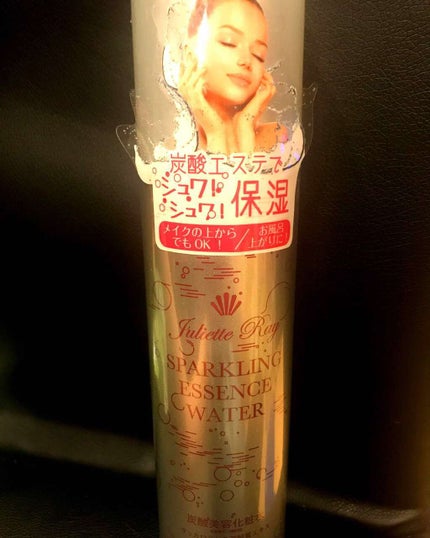 炭酸エステで
シュワ!
シュワ!
保湿
メイクの上から
でもOK!
お風呂
上がりに
Juliette Ray
SPARKLING
ESSENCE
WATER
炭酸美容化粧水